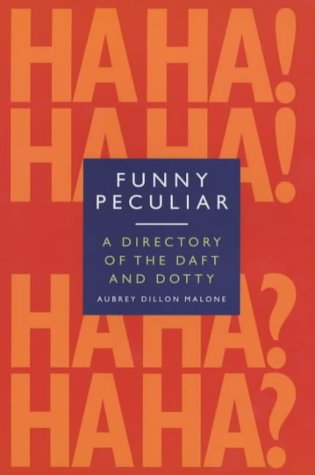 HAHA!
HAHA!
FUNNY
PECULIAR
A DIRECTORY
OF THE DAFT
AND DOTTY
AUBREY DILLON MALONE
HAHA?
HAHA?